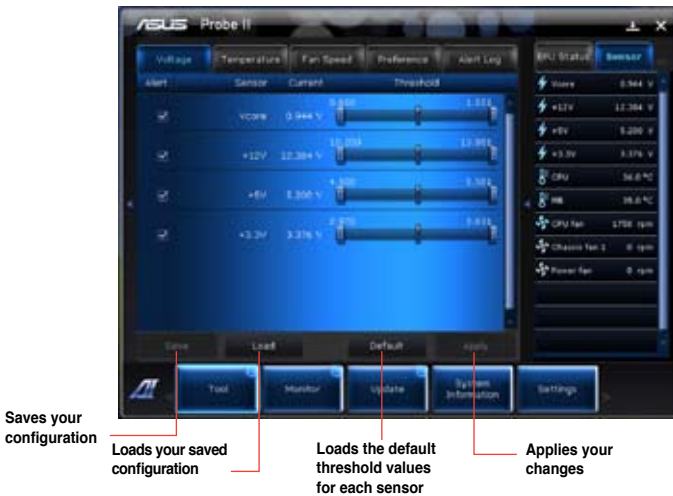 ASUS Probe II
Voltage Temperature Fan Speed Preference Alert Log
EPU Status Sensor
Alert Sensor Current Threshold
Vcore 0.944 V
+12V 12.384 V
+5V 5.200 V
+3.3V 3.376 V
Vcore 0.944 V
+12V 12.384 V
+5V 5.200 V
+3.3V 3.376 V
CPU
MB
CPU Fan
Chassis Fan 1 0 rpm
Power Fan 0 rpm
Save Load Default Apply
Tool Monitor Update System Information Settings
Saves your
configuration
Loads your saved
configuration
Loads the default
threshold values
for each sensor
Applies your
changes